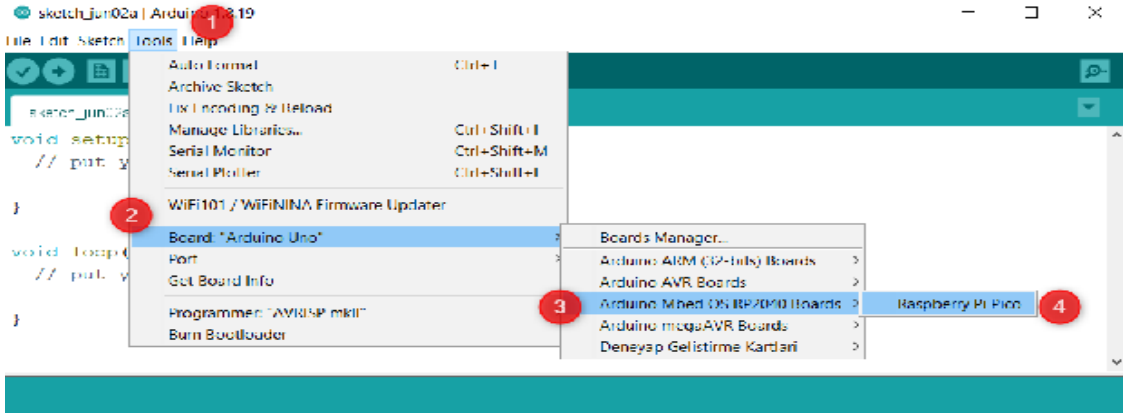 sketch_jun02a | Arduino 1.8.19
File Edit Sketch Tools Help
1
Auto Format Ctrl+T
Archive Sketch
Fix Encoding & Reload
Manage Libraries... Ctrl+Shift+I
Serial Monitor Ctrl+Shift+M
Serial Plotter Ctrl+Shift+L
WiFi101 / WiFiNINA Firmware Updater
2
Board: "Arduino Uno"
Port
Get Board Info
Programmer: "AVRISP mkII"
Burn Bootloader
Boards Manager...
Arduino ARM (32-bits) Boards
Arduino AVR Boards
3
Arduino Mbed OS RP2040 Boards
Arduino megaAVR Boards
Deneyap Gelistirme Kartlari
Raspberry Pi Pico
4
sketch_jun02a
void setup
// put y
}
void loop(
// put y
}